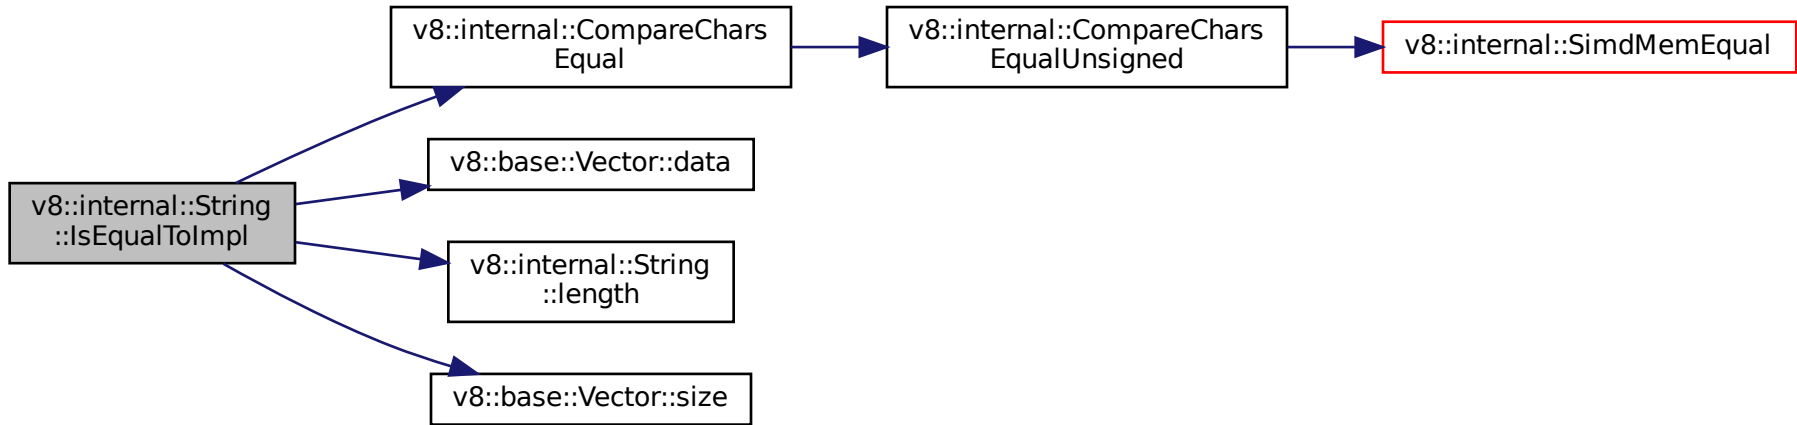 v8::internal::CompareChars
Equal
v8::internal::CompareChars
EqualUnsigned
v8::internal::SimdMemEqual
v8::base::Vector::data
v8::internal::String
::IsEqualToImpl
v8::internal::String
::length
v8::base::Vector::size